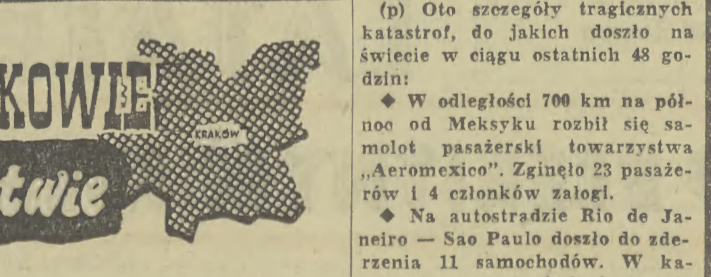 KOWIE
KRAKÓW
twie
(p) Oto szczegóły tragicznych
katastrof, do jakich doszło na
świecie w ciągu ostatnich 48 go-
dzin:
◆ W odległości 700 km na pół-
noc od Meksyku rozbił się sa-
molot pasażerski towarzystwa
„Aeromexico”. Zginęło 23 pasaże-
rów i 4 członków załogi.
◆ Na autostradzie Rio de Ja-
neiro — Sao Paulo doszło do zde-
rzenia 11 samochodów. W ka-